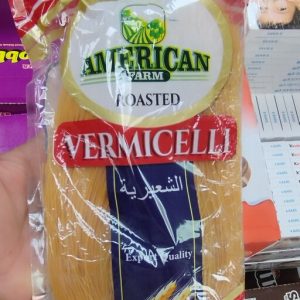 AMERICAN
FARM
ROASTED
VERMICELLI
الشعيرية
Export Quality